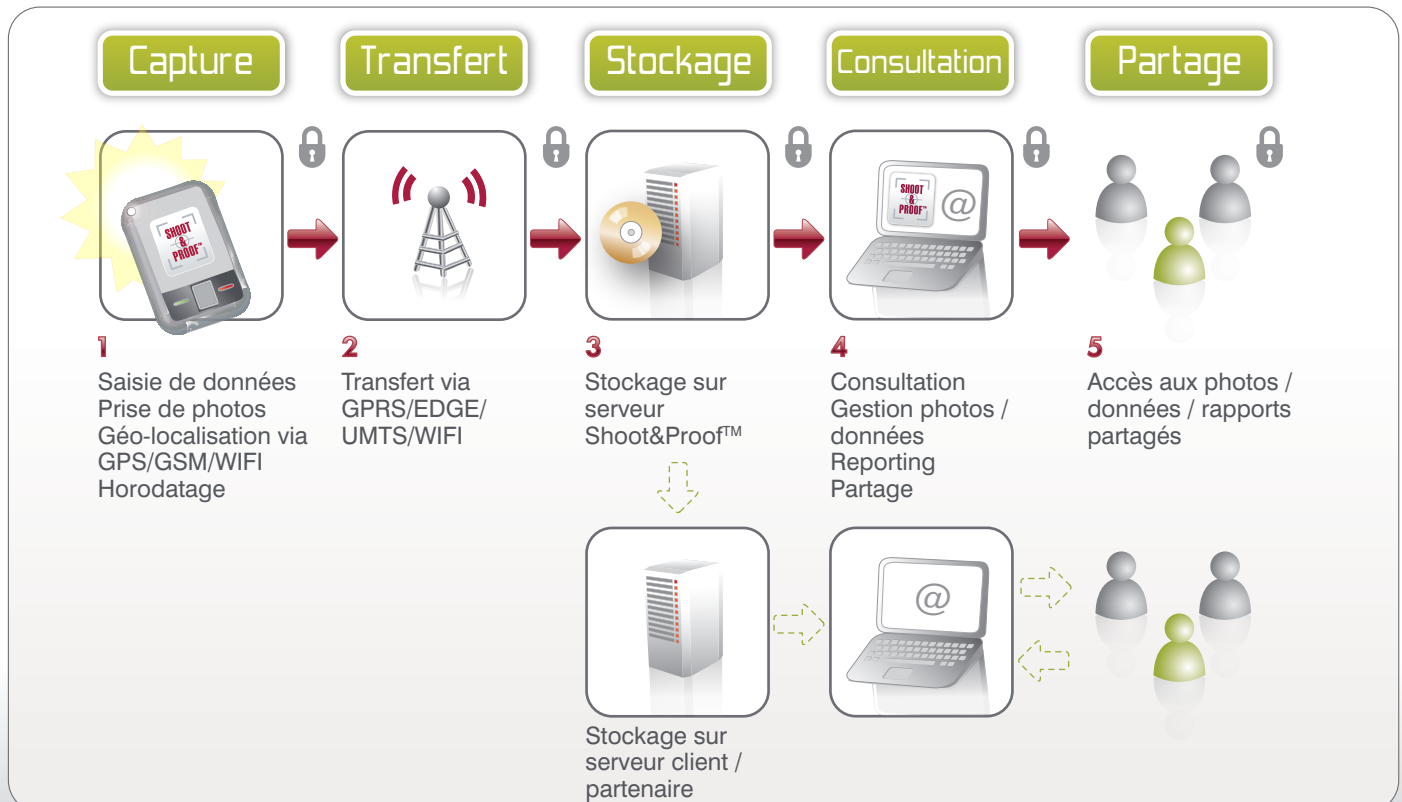 Capture
Transfert
Stockage
Consultation
Partage
SHOOT
&
PROOF™
@
SHOOT
&
PROOF™
1
Saisie de données
Prise de photos
Géo-localisation via
GPS/GSM/WIFI
Horodatage
2
Transfert via
GPRS/EDGE/
UMTS/WIFI
3
Stockage sur
serveur
Shoot&Proof™
4
Consultation
Gestion photos /
données
Reporting
Partage
5
Accès aux photos /
données / rapports
partagés
@
Stockage sur
serveur client /
partenaire